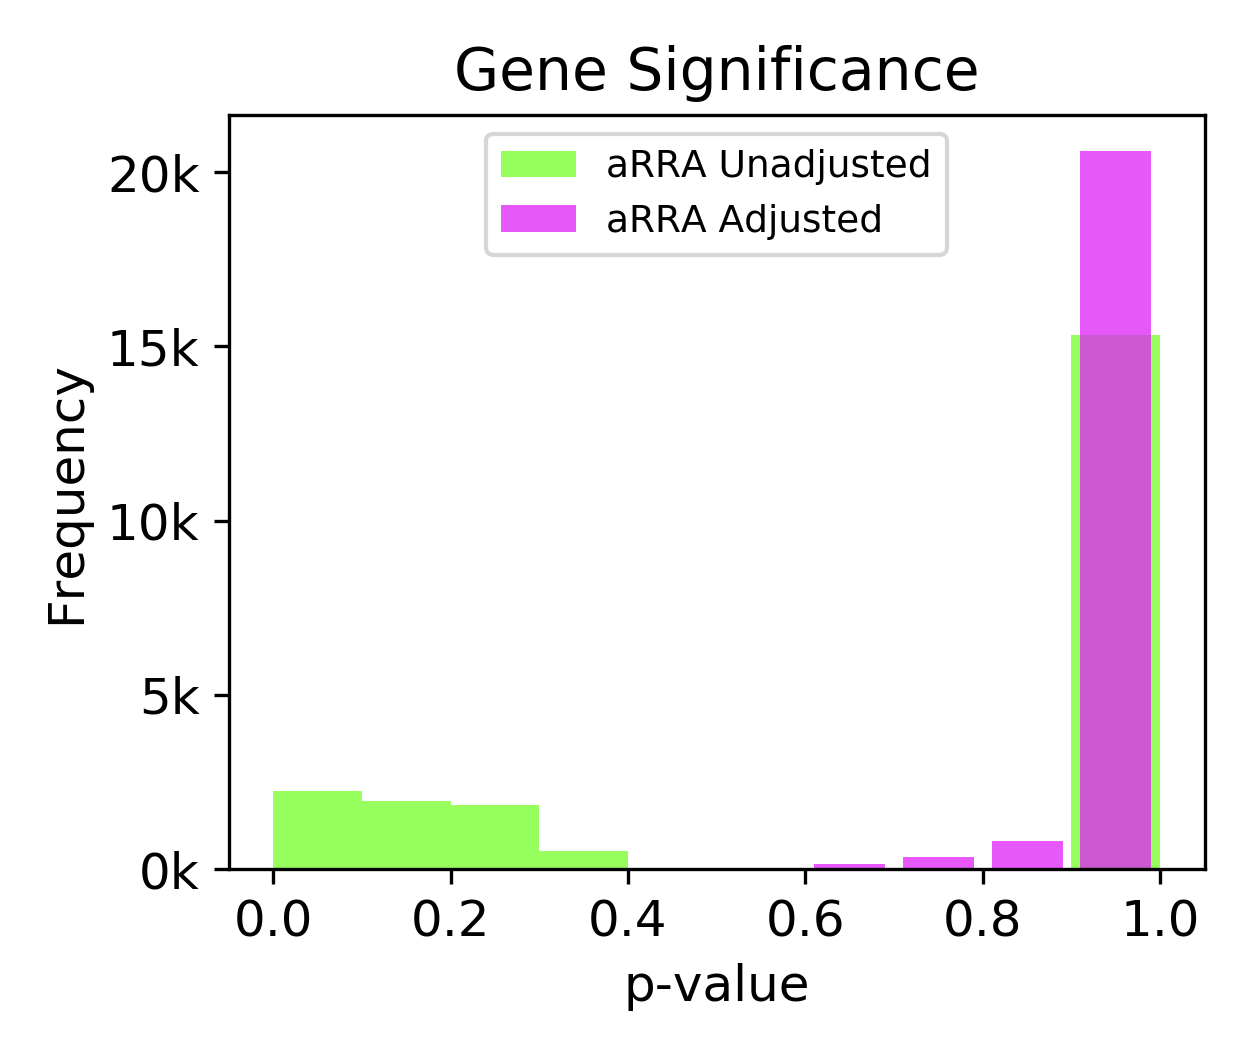 Gene Significance
aRRA Unadjusted
aRRA Adjusted
20k
15k
10k
5k
0k
Frequency
0.0 0.2 0.4 0.6 0.8 1.0
p-value